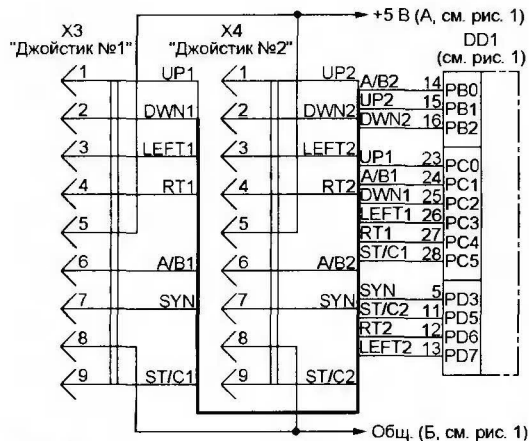 +5 В (А, см. рис. 1)
X3
"Джойстик №1"
X4
"Джойстик №2"
DD1
(см. рис. 1)
1 UP1
2 DWN1
3 LEFT1
4 RT1
5
6 A/B1
7 SYN
8
9 ST/C1
1 UP2
2 DWN2
3 LEFT2
4 RT2
5
6 A/B2
7 SYN
8
9 ST/C2
A/B2 14 PB0
UP2 15 PB1
DWN2 16 PB2
UP1 23 PC0
A/B1 24 PC1
DWN1 25 PC2
LEFT1 26 PC3
RT1 27 PC4
ST/C1 28 PC5
SYN 5 PD3
ST/C2 11 PD5
RT2 12 PD6
LEFT2 13 PD7
Общ. (Б, см. рис. 1)